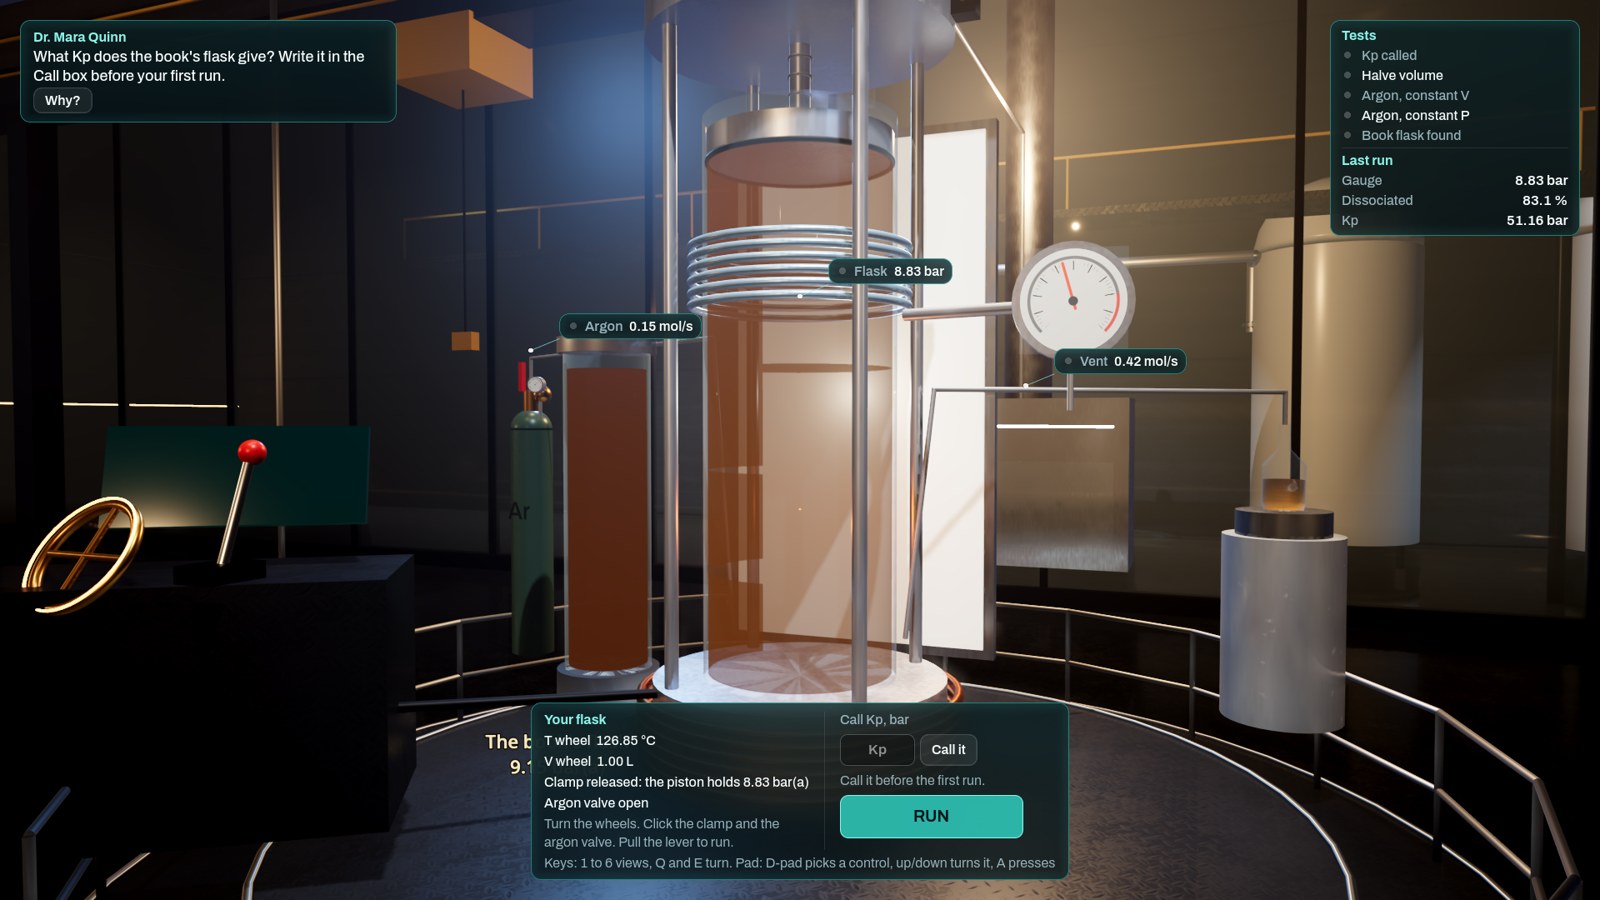 Dr. Mara Quinn
What Kp does the book's flask give? Write it in the
Call box before your first run.
Why?
Tests
Kp called
Halve volume
Argon, constant V
Argon, constant P
Book flask found
Last run
Gauge 8.83 bar
Dissociated 83.1 %
Kp 51.16 bar
Flask 8.83 bar
Argon 0.15 mol/s
Vent 0.42 mol/s
Ar
The
Your flask
T wheel 126.85 °C
V wheel 1.00 L
Clamp released: the piston holds 8.83 bar(a)
Argon valve open
Turn the wheels. Click the clamp and the
argon valve. Pull the lever to run.
Call Kp, bar
Kp
Call it
Call it before the first run.
RUN
Keys: 1 to 6 views, Q and E turn. Pad: D-pad picks a control, up/down turns it, A presses